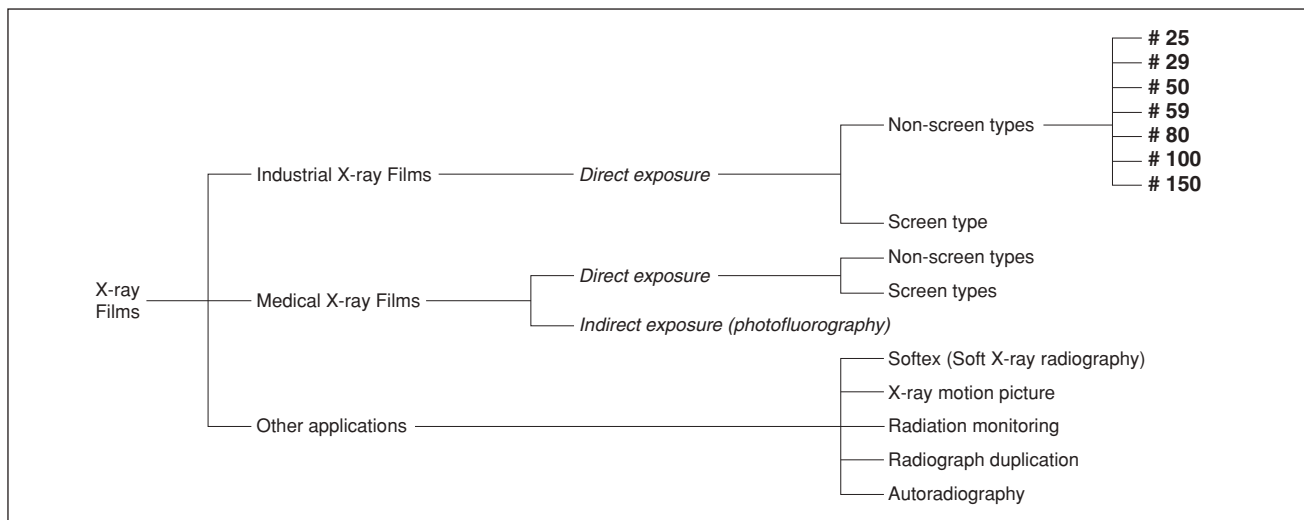 X-ray
Films
Industrial X-ray Films
Direct exposure
Non-screen types
# 25
# 29
# 50
# 59
# 80
# 100
# 150
Screen type
Medical X-ray Films
Direct exposure
Non-screen types
Screen types
Indirect exposure (photofluorography)
Other applications
Softex (Soft X-ray radiography)
X-ray motion picture
Radiation monitoring
Radiograph duplication
Autoradiography